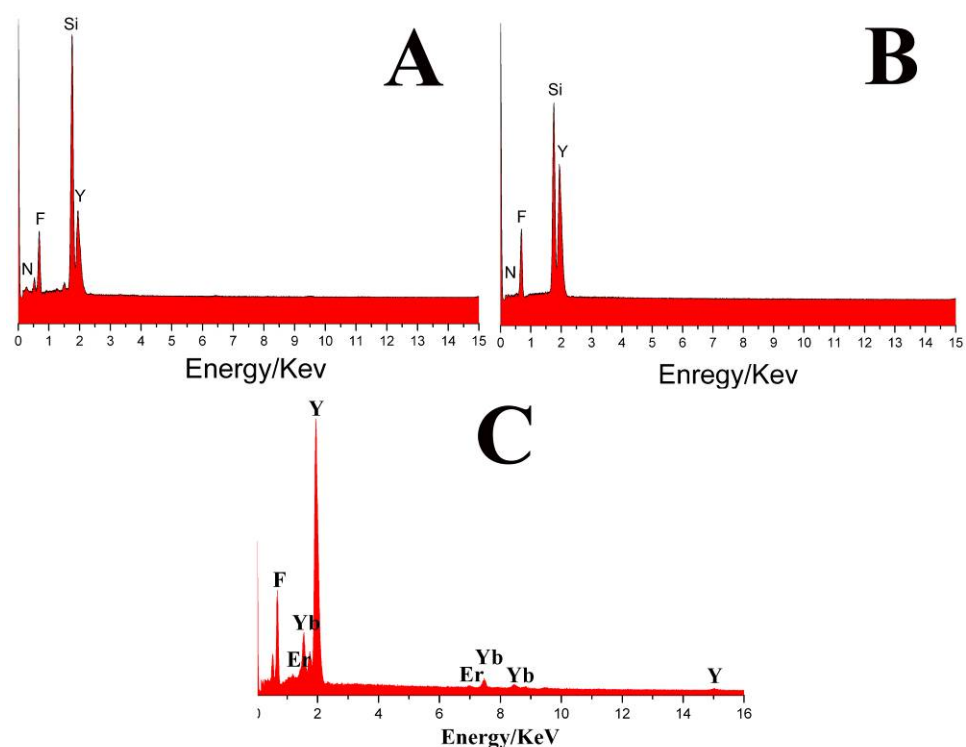 A
Si
Y
F
N
0 1 2 3 4 5 6 7 8 9 10 11 12 13 14 15
Energy/Kev
B
Si
Y
F
N
0 1 2 3 4 5 6 7 8 9 10 11 12 13 14 15
Enregy/Kev
C
Y
F
Yb
Er
Yb
Er
Yb
Y
0 2 4 6 8 10 12 14 16
Energy/KeV